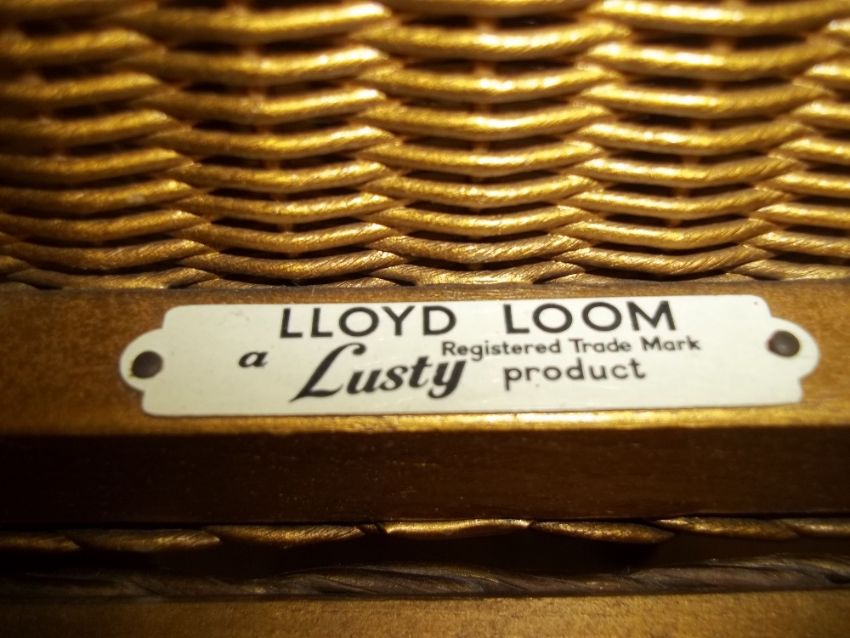 LLOYD LOOM
Registered Trade Mark
a Lusty product